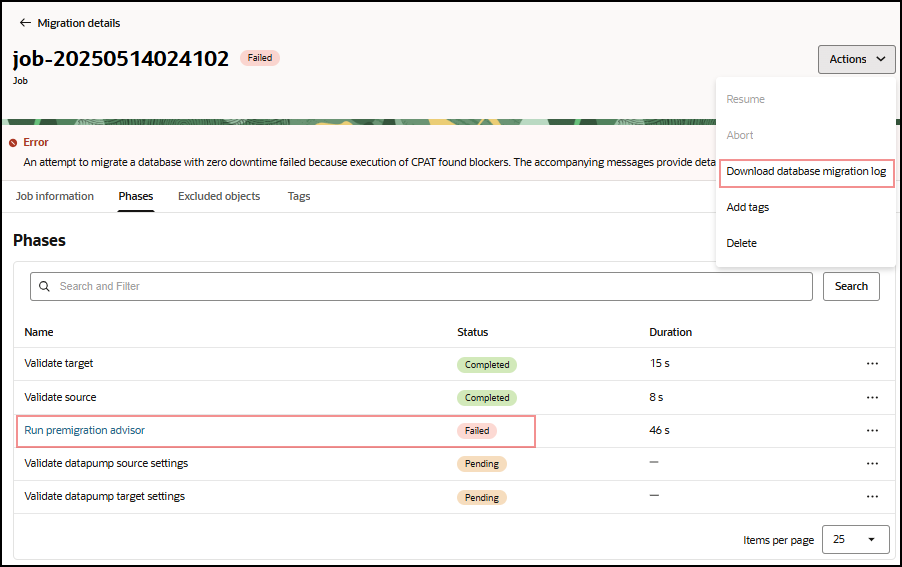 Migration details
job-20250514024102 Failed
Job
Actions
Resume
Abort
Download database migration log
Add tags
Delete
Error
An attempt to migrate a database with zero downtime failed because execution of CPAT found blockers. The accompanying messages provide deta
Job information Phases Excluded objects Tags
Phases
Search and Filter Search
Name Status Duration
Validate target Completed 15 s
Validate source Completed 8 s
Run premigration advisor Failed 46 s
Validate datapump source settings Pending —
Validate datapump target settings Pending —
Items per page 25